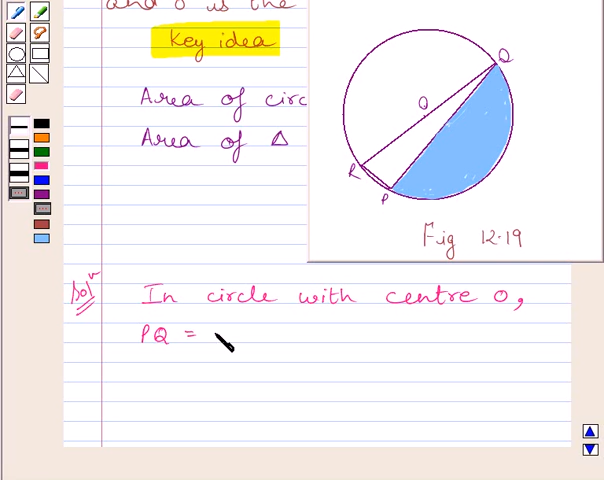 and O is the
Key idea
Area of circ
Area of Δ
Q
O
R
P
Fig 12.19
Solⁿ
In circle with centre O,
PQ =